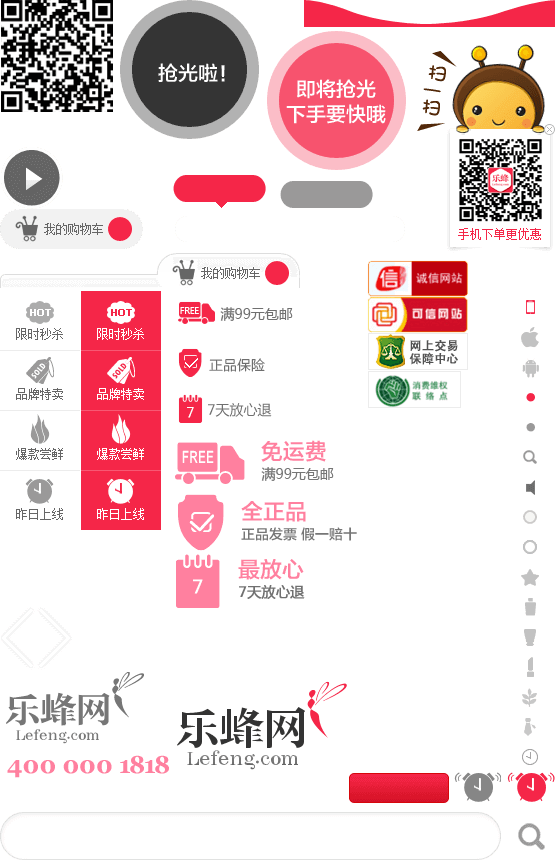 抢光啦!
即将抢光
下手要快哦
扫一扫
乐蜂
Lefeng.com
手机下单更优惠
我的购物车
我的购物车
HOT
限时秒杀
HOT
限时秒杀
SOLD
品牌特卖
SOLD
品牌特卖
爆款尝鲜
爆款尝鲜
昨日上线
昨日上线
FREE
满99元包邮
正品保险
7
7天放心退
FREE
免运费
满99元包邮
全正品
正品发票 假一赔十
7
最放心
7天放心退
信
诚信网站
可信网站
网上交易
保障中心
消费维权
联络点
乐蜂网
Lefeng.com
400 000 1818
乐蜂网
Lefeng.com